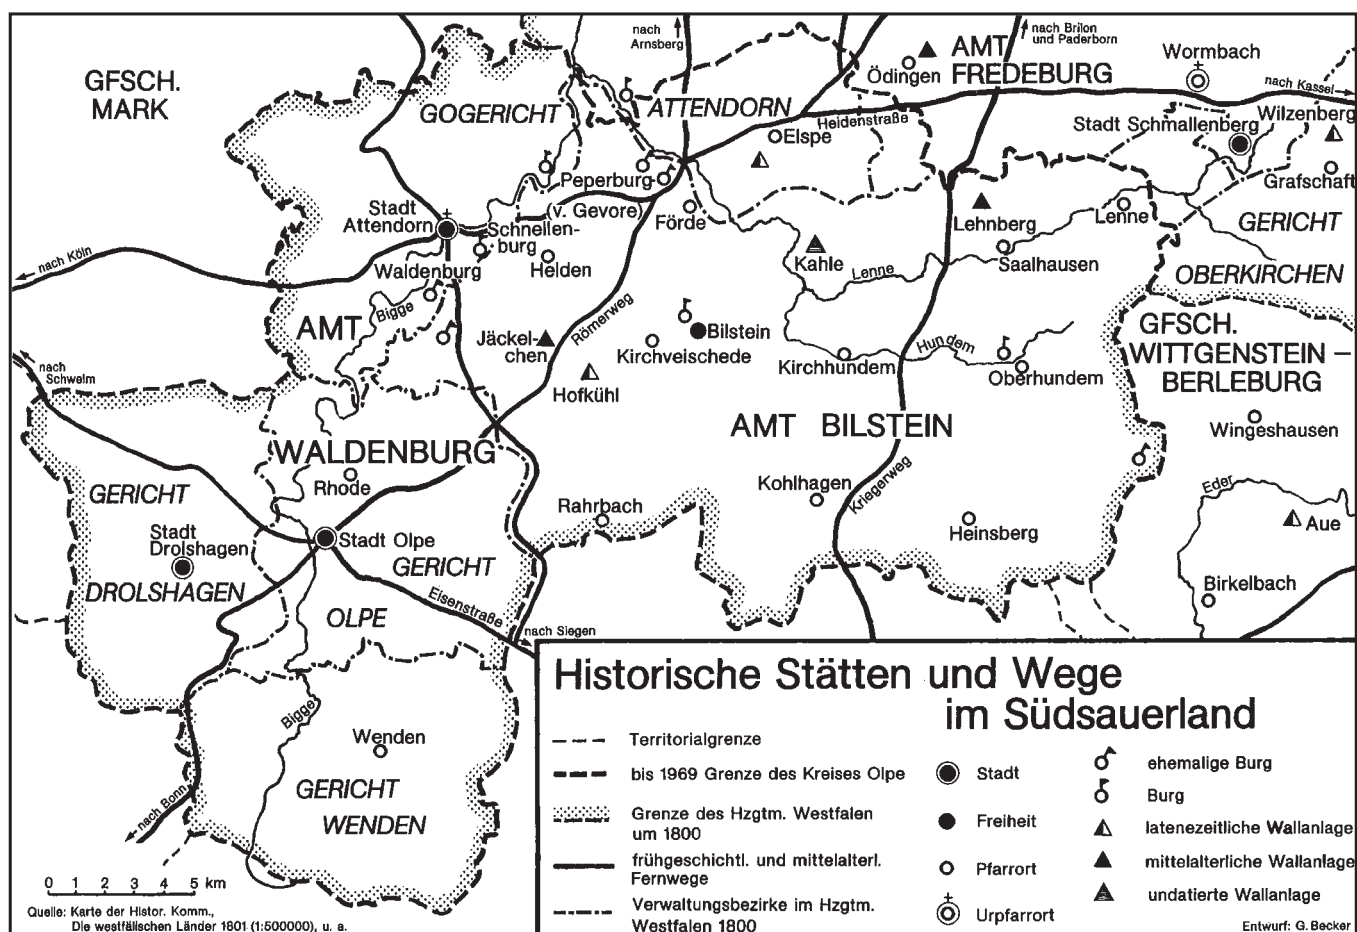 GFSCH.
MARK
GOGERICHT
ATTENDORN
nach
Arnsberg
AMT
FREDEBURG
Ödingen
nach Brilon
und Paderborn
Wormbach
nach Kassel
Heidenstraße
Elspe
Stadt Schmallenberg
Wilzenberg
Grafschaft
GERICHT
OBERKIRCHEN
Peperburg
(v. Gevore)
Förde
Lehnberg
Lenne
Saalhausen
Kahle
Lenne
Stadt
Attendorn
Schnellen-
burg
Helden
Waldenburg
Bigge
nach Köln
AMT
Jäckel-
chen
Römerweg
Hofkühl
Kirchveischede
Bilstein
Kirchhundem
Hundem
Oberhundem
GFSCH.
WITTGENSTEIN –
BERLEBURG
Wingeshausen
nach
Schwelm
WALDENBURG
AMT BILSTEIN
Rhode
GERICHT
Stadt
Drolshagen
DROLSHAGEN
Stadt Olpe
GERICHT
OLPE
Eisenstraße
nach Siegen
Rahrbach
Kohlhagen
Kriegerweg
Heinsberg
Eder
Aue
Birkelbach
Bigge
Wenden
GERICHT
WENDEN
nach Bonn
0 1 2 3 4 5 km
Quelle: Karte der Histor. Komm.,
Die westfälischen Länder 1801 (1:500000), u. a.
Historische Stätten und Wege
im Südsauerland
Territorialgrenze
bis 1969 Grenze des Kreises Olpe
Grenze des Hzgtm. Westfalen
um 1800
frühgeschichtl. und mittelalterl.
Fernwege
Verwaltungsbezirke im Hzgtm.
Westfalen 1800
Stadt
Freiheit
Pfarrort
Urpfarrort
ehemalige Burg
Burg
latenezeitliche Wallanlage
mittelalterliche Wallanlage
undatierte Wallanlage
Entwurf: G. Becker